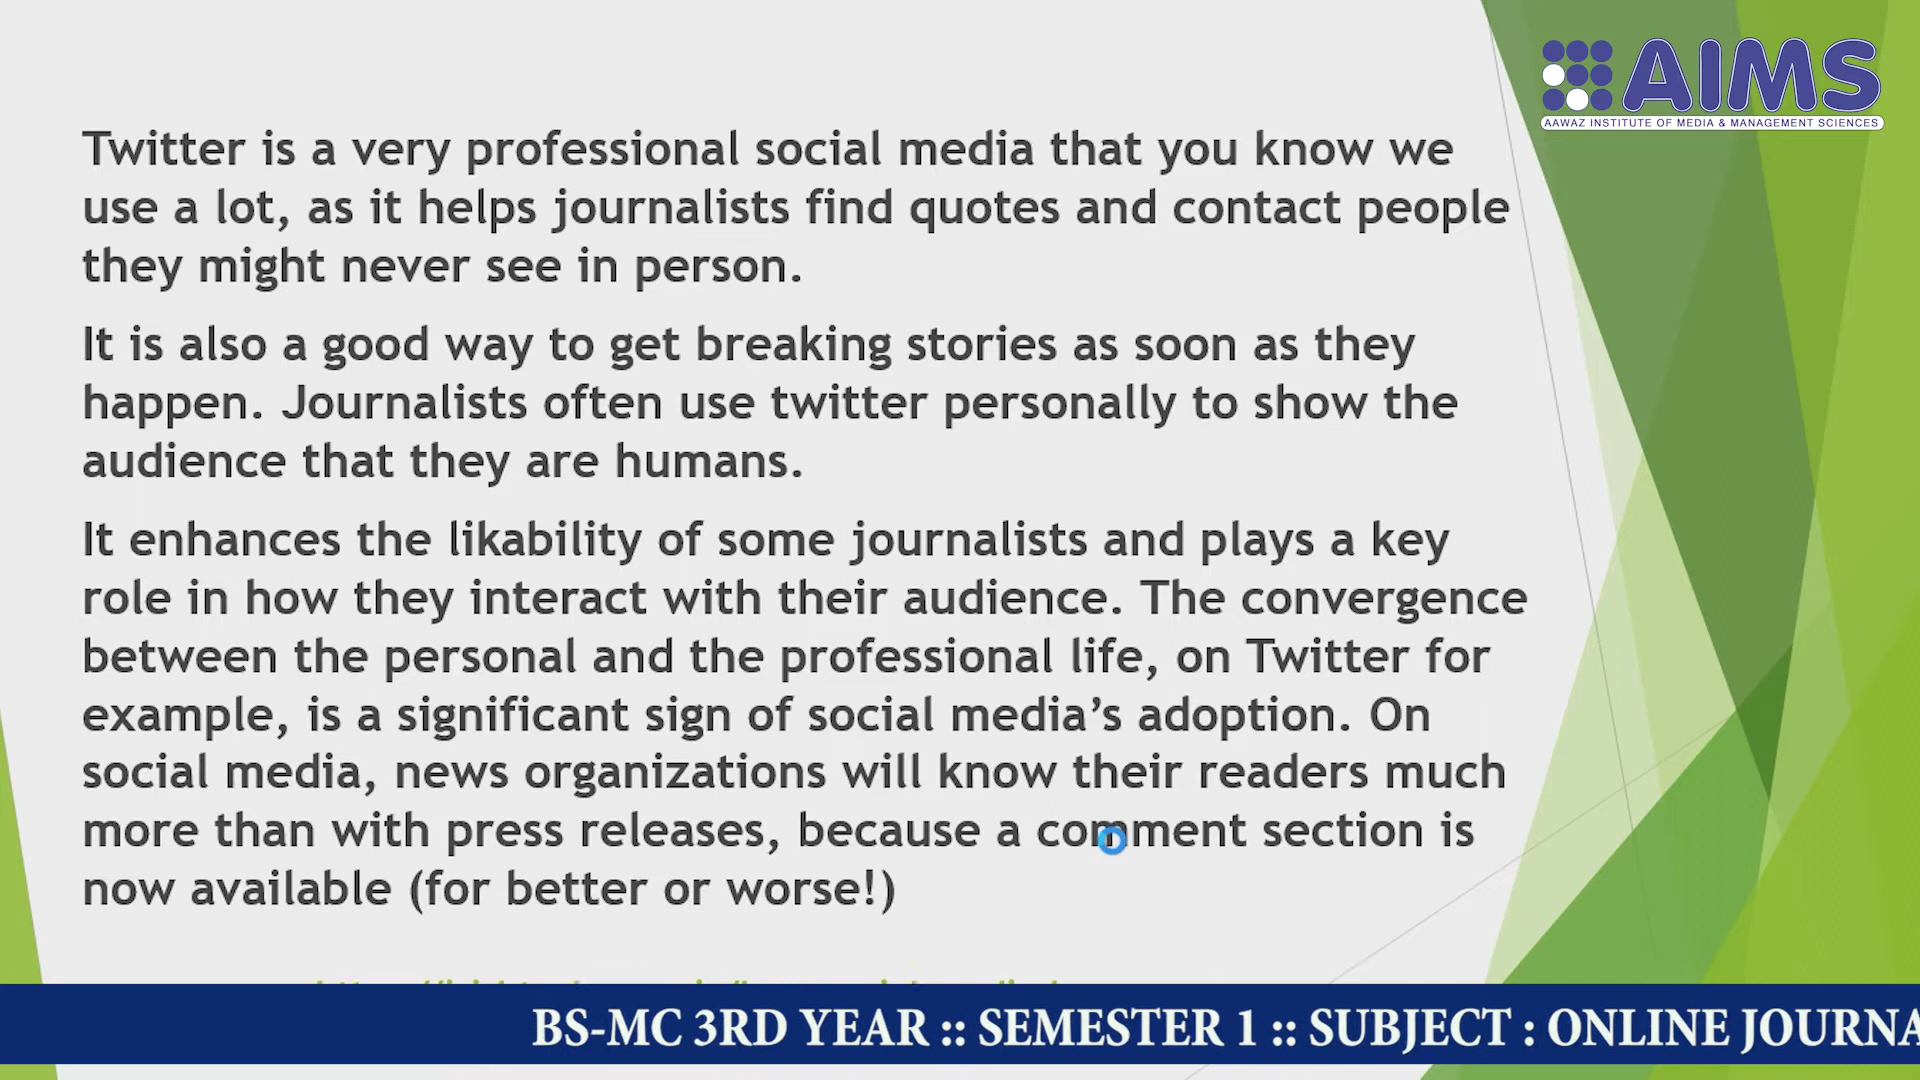 AIMS
AAWAZ INSTITUTE OF MEDIA & MANAGEMENT SCIENCES
Twitter is a very professional social media that you know we
use a lot, as it helps journalists find quotes and contact people
they might never see in person.
It is also a good way to get breaking stories as soon as they
happen. Journalists often use twitter personally to show the
audience that they are humans.
It enhances the likability of some journalists and plays a key
role in how they interact with their audience. The convergence
between the personal and the professional life, on Twitter for
example, is a significant sign of social media’s adoption. On
social media, news organizations will know their readers much
more than with press releases, because a comment section is
now available (for better or worse!)
BS-MC 3RD YEAR :: SEMESTER 1 :: SUBJECT : ONLINE JOURNA